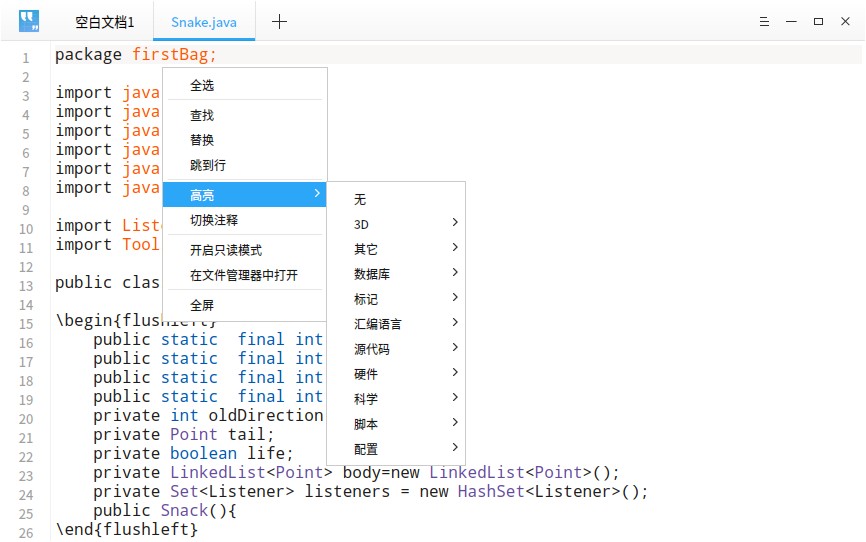 空白文档1
Snake.java
1 package firstBag;
2
3 import java
4 import java
5 import java
6 import java
7 import java
8 import java
9
10 import List
11 import Tool
12
13 public clas
14
15 \begin{flushleft}
16 public static final int
17 public static final int
18 public static final int
19 public static final int
20 private int oldDirection
21 private Point tail;
22 private boolean life;
23 private LinkedList<Point> body=new LinkedList<Point>();
24 private Set<Listener> listeners = new HashSet<Listener>();
25 public Snack(){
26 \end{flushleft}
全选
查找
替换
跳到行
高亮
切换注释
开启只读模式
在文件管理器中打开
全屏
无
3D
其它
数据库
标记
汇编语言
源代码
硬件
科学
脚本
配置